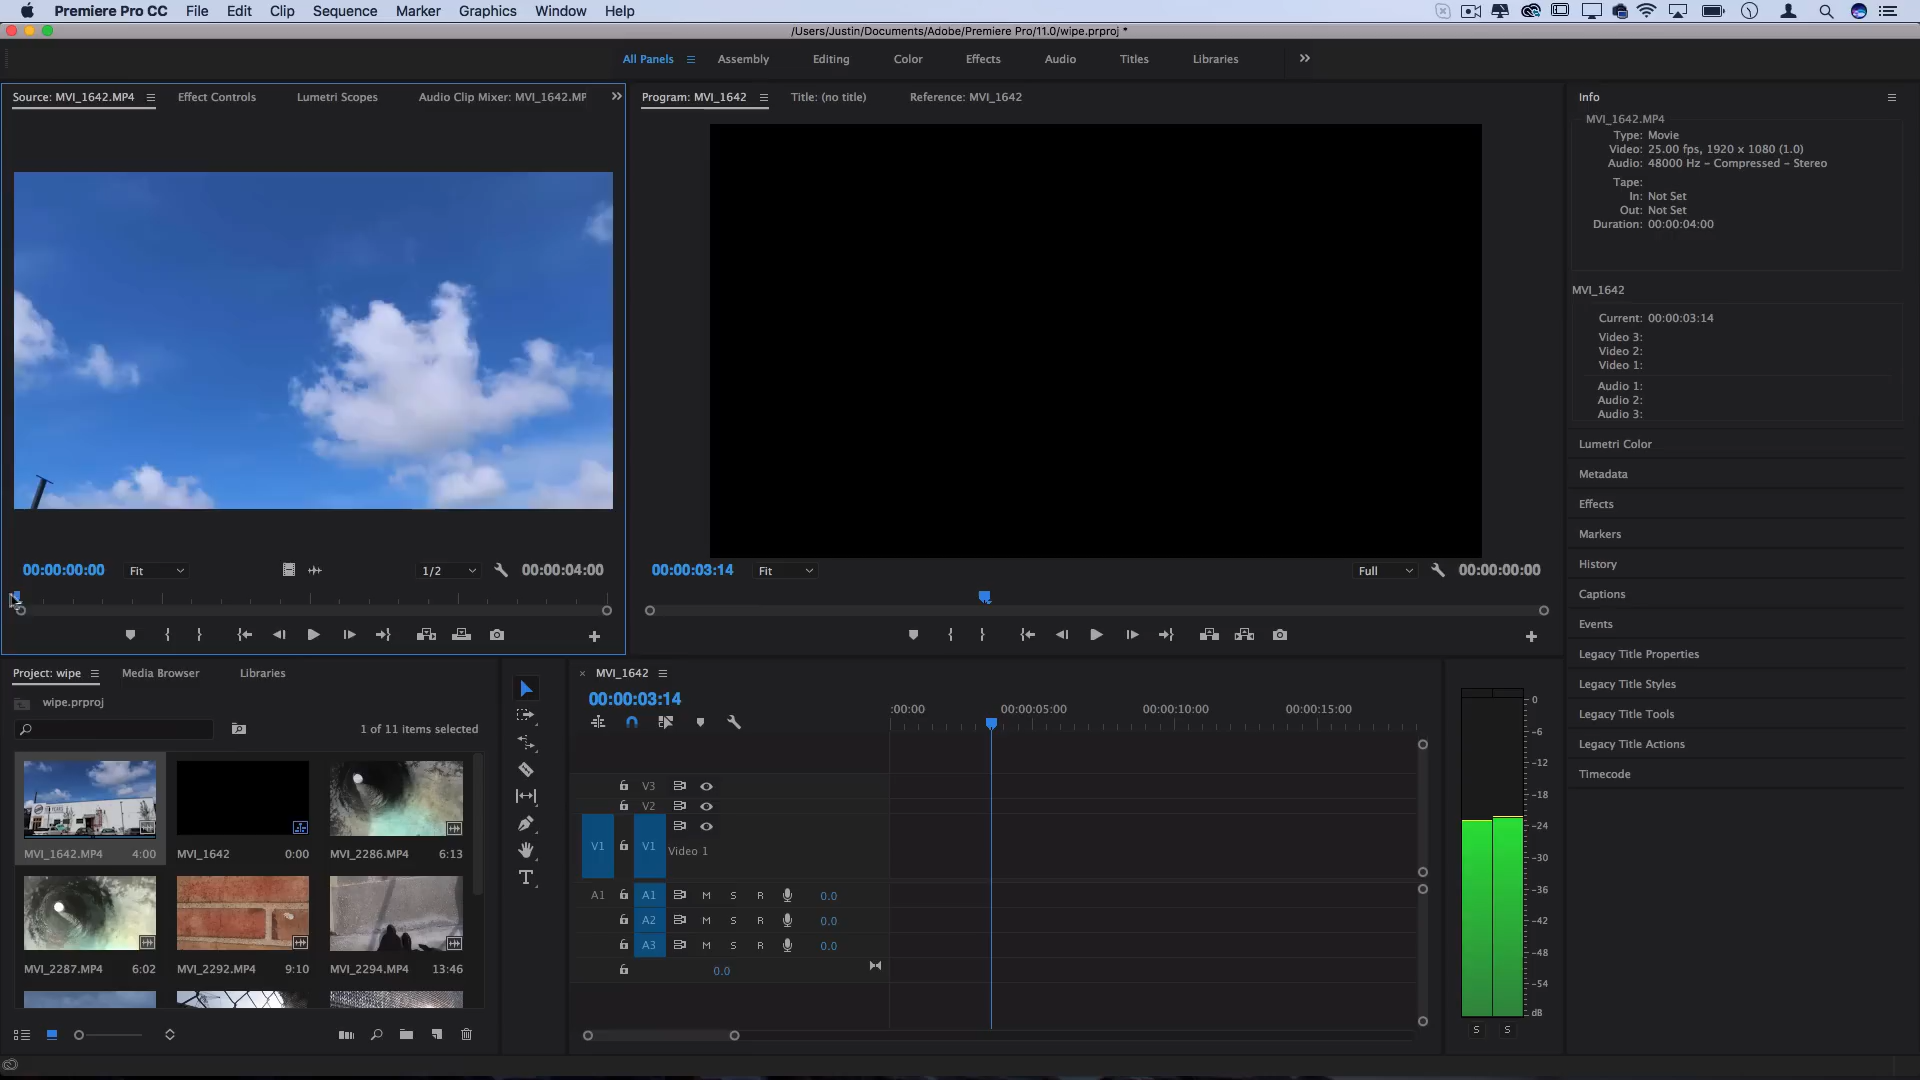 Premiere Pro CC File Edit Clip Sequence Marker Graphics Window Help
/Users/Justin/Documents/Adobe/Premiere Pro/11.0/wipe.prproj *
All Panels Assembly Editing Color Effects Audio Titles Libraries
Source: MVI_1642.MP4 Effect Controls Lumetri Scopes Audio Clip Mixer: MVI_1642.MP
Program: MVI_1642 Title: (no title) Reference: MVI_1642
Info
MVI_1642.MP4
Type: Movie
Video: 25.00 fps, 1920 x 1080 (1.0)
Audio: 48000 Hz - Compressed - Stereo
Tape:
In: Not Set
Out: Not Set
Duration: 00:00:04:00
MVI_1642
Current: 00:00:03:14
Video 3:
Video 2:
Video 1:
Audio 1:
Audio 2:
Audio 3:
Lumetri Color
Metadata
Effects
Markers
History
Captions
Events
Legacy Title Properties
Legacy Title Styles
Legacy Title Tools
Legacy Title Actions
Timecode
00:00:00:00 Fit 1/2 00:00:04:00
00:00:03:14 Fit Full 00:00:00:00
Project: wipe Media Browser Libraries
wipe.prproj
1 of 11 items selected
MVI_1642.MP4 4:00 MVI_1642 0:00 MVI_2286.MP4 6:13
MVI_2287.MP4 6:02 MVI_2292.MP4 9:10 MVI_2294.MP4 13:46
MVI_1642
00:00:03:14
:00:00 00:00:05:00 00:00:10:00 00:00:15:00
V3
V2
V1 V1 Video 1
A1 A1 M S R 0.0
A2 M S R 0.0
A3 M S R 0.0
0.0
0
-6
-12
-18
-24
-30
-36
-42
-48
-54
dB
S S